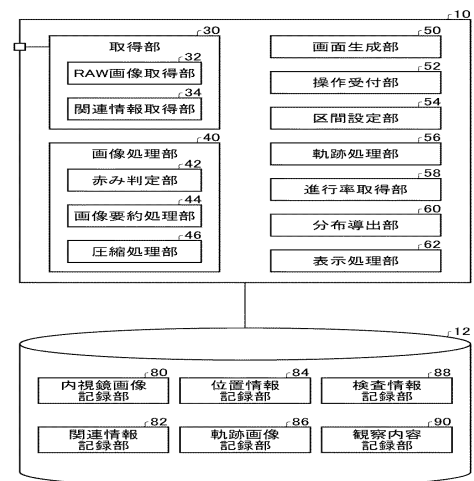 10
30
取得部
32
RAW画像取得部
34
関連情報取得部
40
画像処理部
42
赤み判定部
44
画像要約処理部
46
圧縮処理部
50
画面生成部
52
操作受付部
54
区間設定部
56
軌跡処理部
58
進行率取得部
60
分布導出部
62
表示処理部
12
80
内視鏡画像
記録部
84
位置情報
記録部
88
検査情報
記録部
82
関連情報
記録部
86
軌跡画像
記録部
90
観察内容
記録部